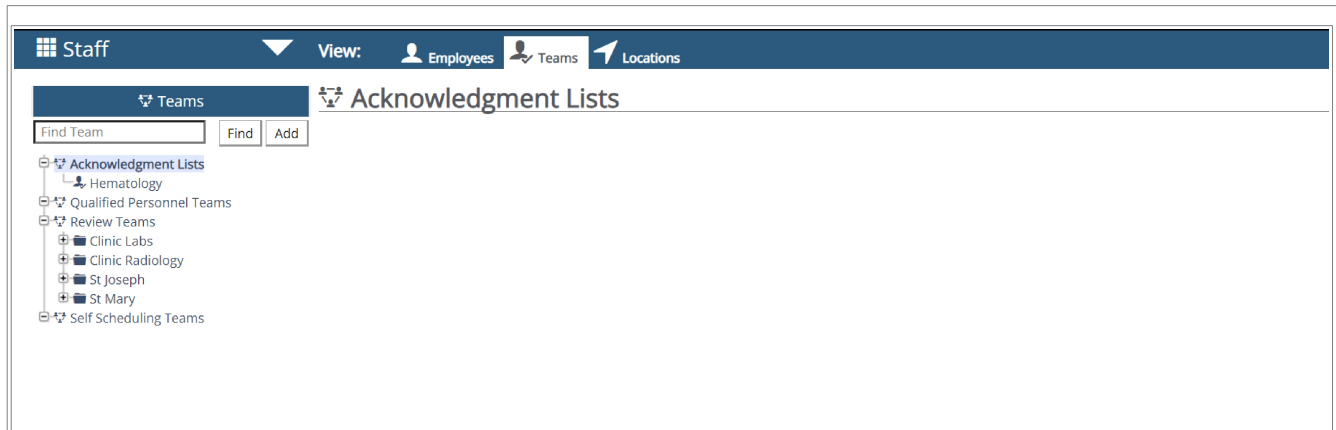 Staff View: Employees Teams Locations
Teams
Acknowledgment Lists
Find Team Find Add
Acknowledgment Lists
Hematology
Qualified Personnel Teams
Review Teams
Clinic Labs
Clinic Radiology
St Joseph
St Mary
Self Scheduling Teams